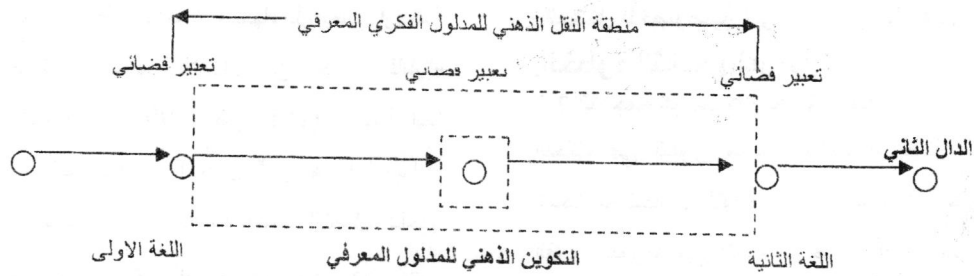 منطقة النقل الذهني للمدلول الفكري المعرفي
تعبير فضائي
تعبير فضائي
تعبير فضائي
الدال الثاني
اللغة الثانية
التكوين الذهني للمدلول المعرفي
اللغة الاولى